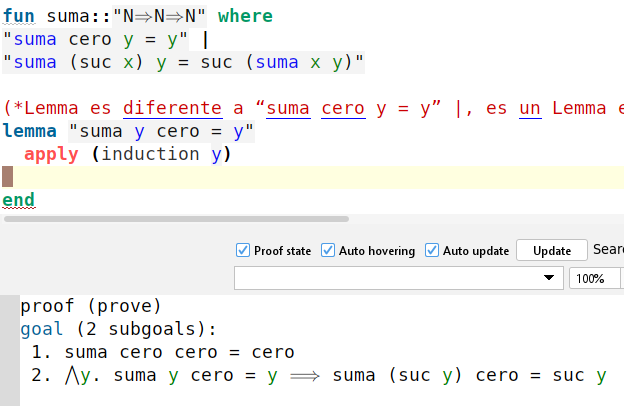 fun suma::"N⇒N⇒N" where
"suma cero y = y" |
"suma (suc x) y = suc (suma x y)"
(*Lemma es diferente a “suma cero y = y” |, es un Lemma e
lemma "suma y cero = y"
apply (induction y)
end
Proof state Auto hovering Auto update Update Sear
100%
proof (prove)
goal (2 subgoals):
1. suma cero cero = cero
2. ⋀y. suma y cero = y ⟹ suma (suc y) cero = suc y